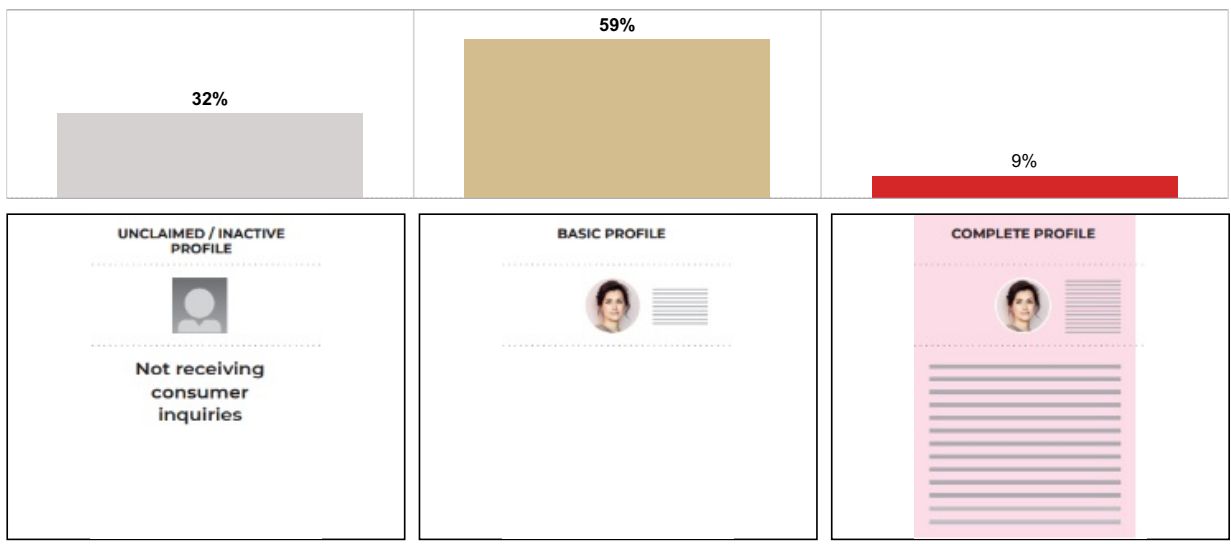 32%
59%
9%
UNCLAIMED / INACTIVE
PROFILE
Not receiving
consumer
inquiries
BASIC PROFILE
COMPLETE PROFILE